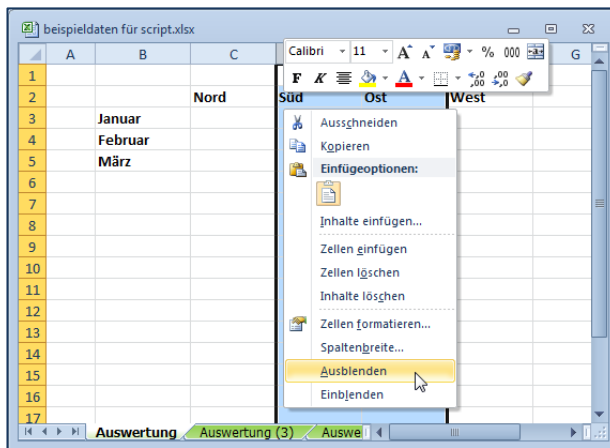 beispieldaten für script.xlsx
Calibri 11 A A % 000
F K A ,00 ,00
A B C G
1
2 Nord Süd Ost West
3 Januar
4 Februar
5 März
6
7
8
9
10
11
12
13
14
15
16
17
Ausschneiden
Kopieren
Einfügeoptionen:
Inhalte einfügen...
Zellen einfügen
Zellen löschen
Inhalte löschen
Zellen formatieren...
Spaltenbreite...
Ausblenden
Einblenden
Auswertung Auswertung (3) Auswe